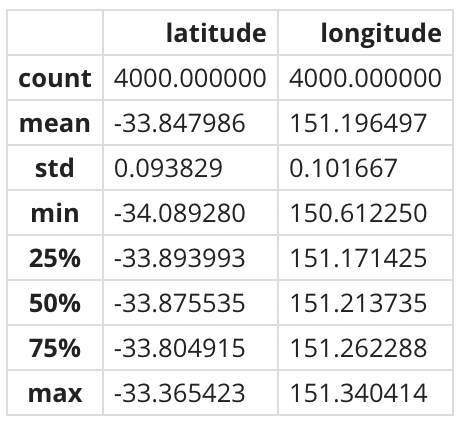 latitude longitude
count 4000.000000 4000.000000
mean -33.847986 151.196497
std 0.093829 0.101667
min -34.089280 150.612250
25% -33.893993 151.171425
50% -33.875535 151.213735
75% -33.804915 151.262288
max -33.365423 151.340414